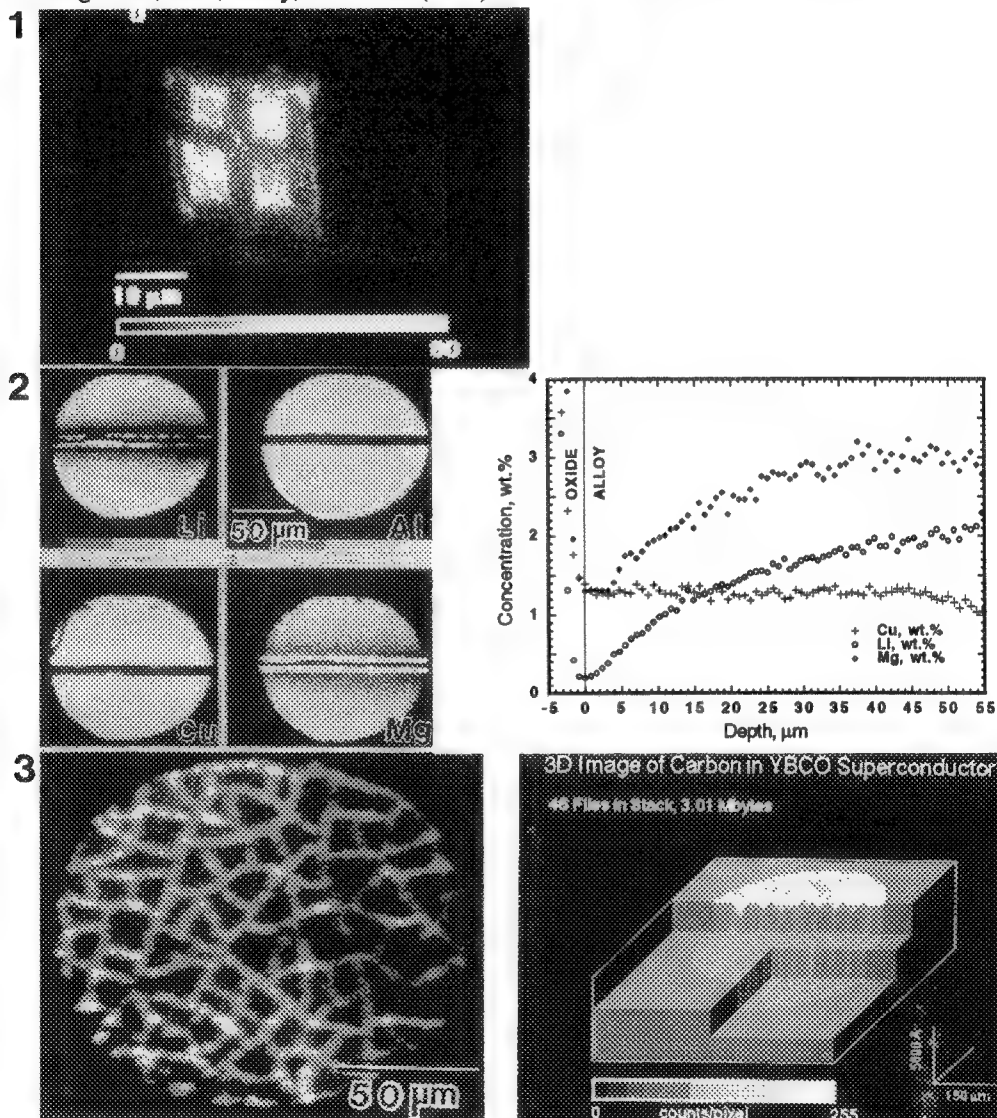 1
10 µm
0
2
Li
Al
50 µm
Cu
Mg
4
3
2
1
0
Concentration, wt.%
OXIDE
ALLOY
+ Cu, wt.%
o Li, wt.%
◆ Mg, wt.%
-5 0 5 10 15 20 25 30 35 40 45 50 55
Depth, µm
3
50 µm
3D Image of Carbon in YBCO Superconductor
46 Files in Stack, 3.01 Mbytes
5000 A
150 µm
0 counts/pixel 255